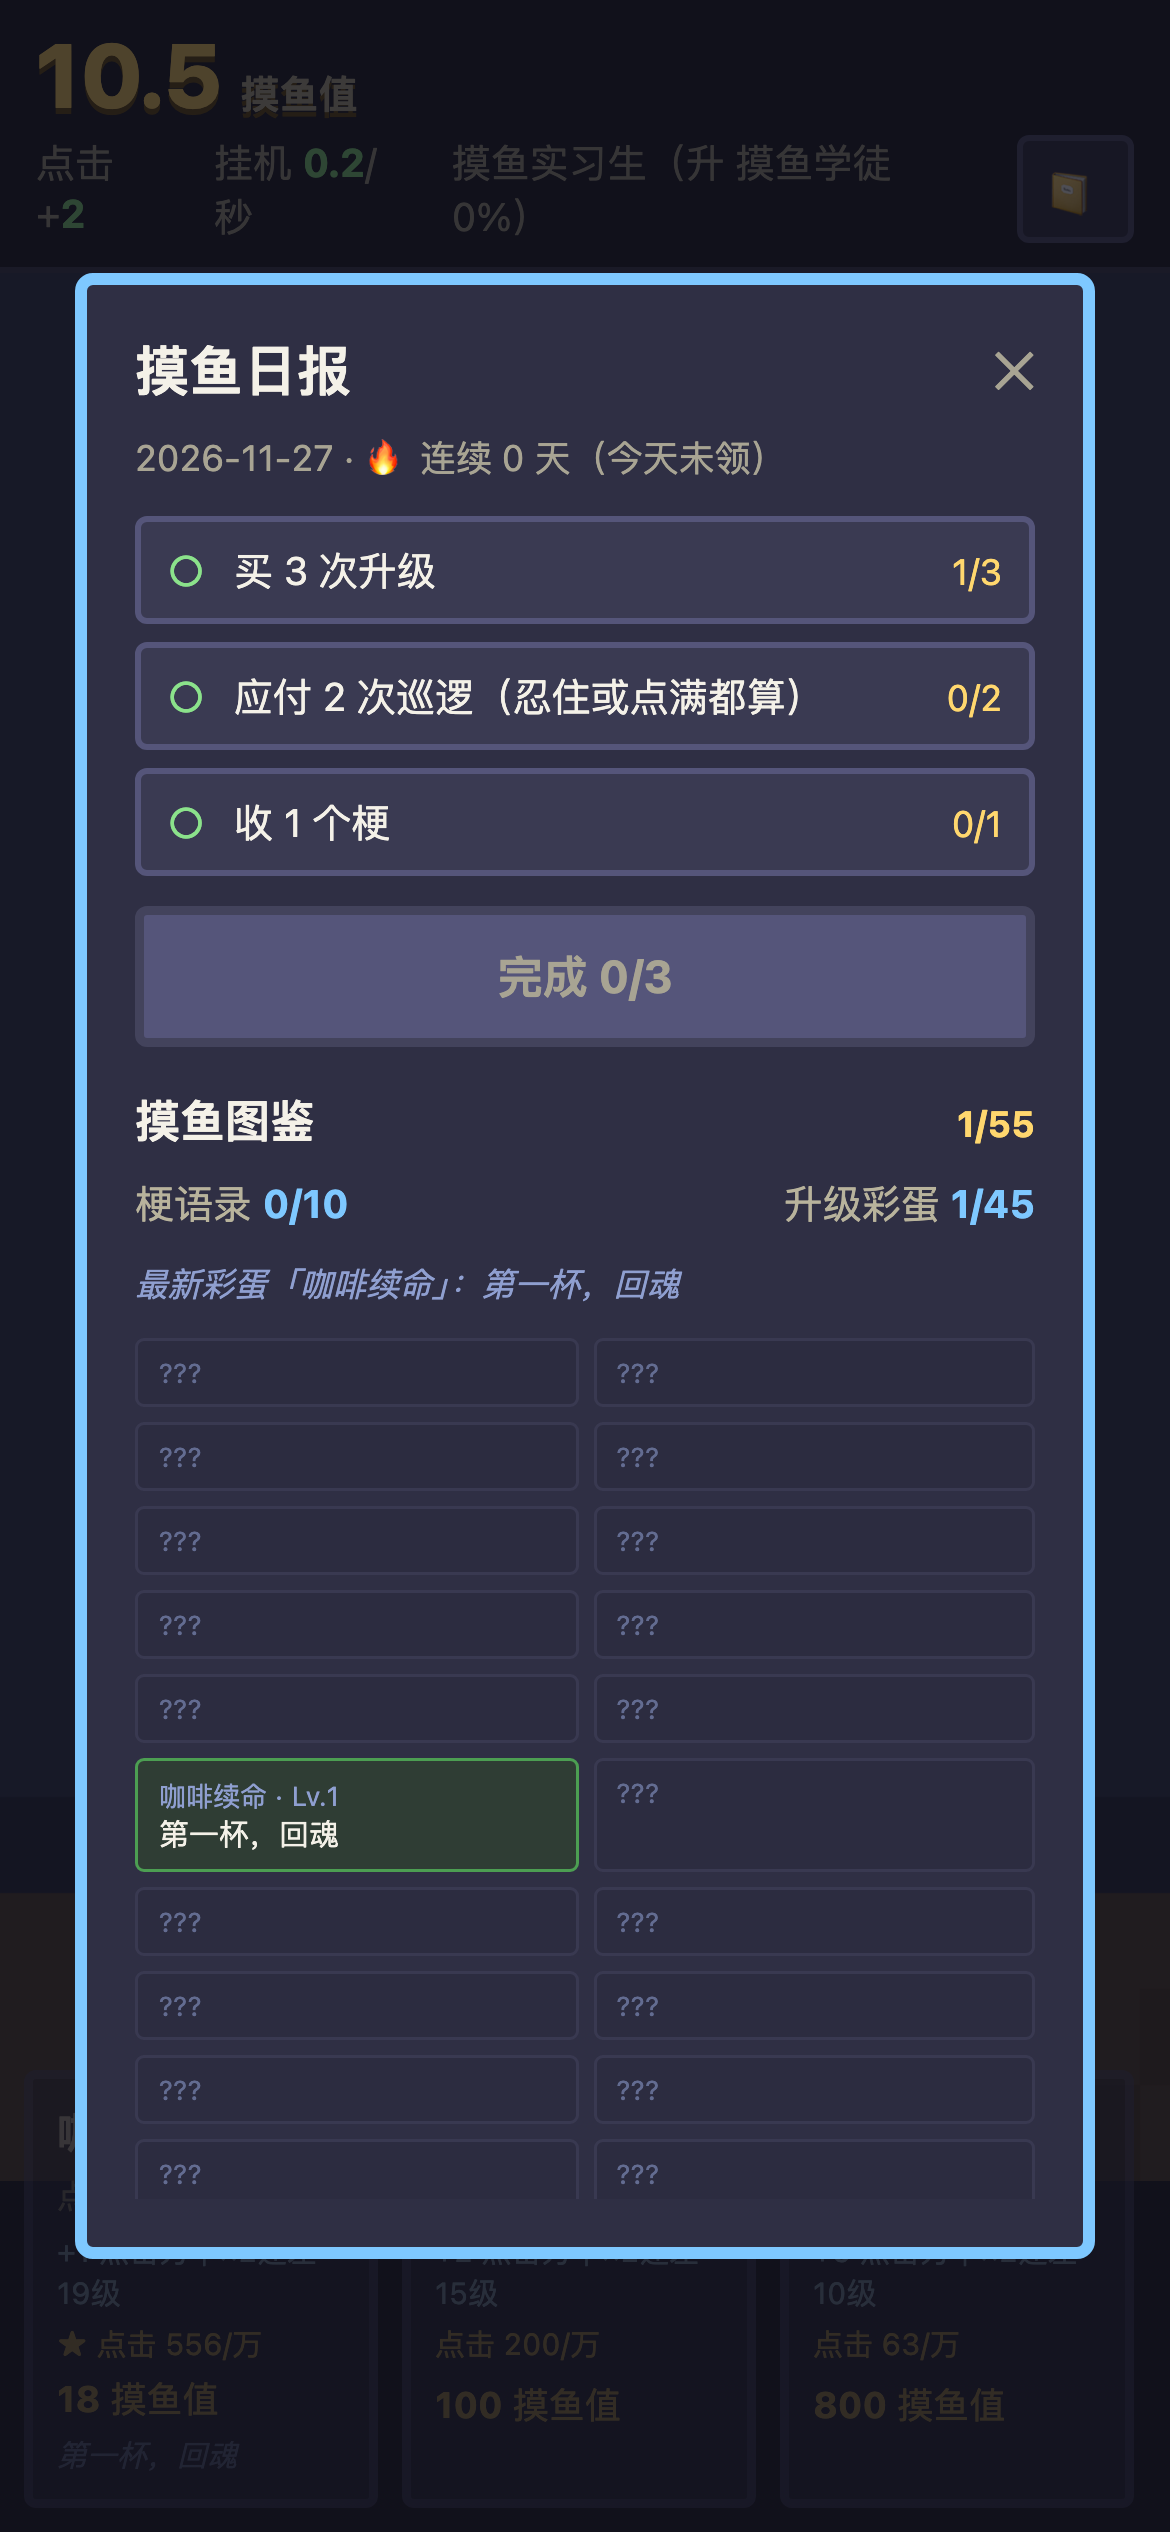 10.5 摸鱼值
点击
+2
挂机 0.2/
秒
摸鱼实习生（升 摸鱼学徒
0%）
摸鱼日报
2026-11-27 · 🔥 连续 0 天（今天未领）
买 3 次升级 1/3
应付 2 次巡逻（忍住或点满都算） 0/2
收 1 个梗 0/1
完成 0/3
摸鱼图鉴 1/55
梗语录 0/10 升级彩蛋 1/45
最新彩蛋「咖啡续命」：第一杯，回魂
??? ???
??? ???
??? ???
??? ???
??? ???
咖啡续命 · Lv.1
第一杯，回魂
???
??? ???
??? ???
??? ???
??? ???
19级
★ 点击 556/万
18 摸鱼值
第一杯，回魂
15级
点击 200/万
100 摸鱼值
10级
点击 63/万
800 摸鱼值